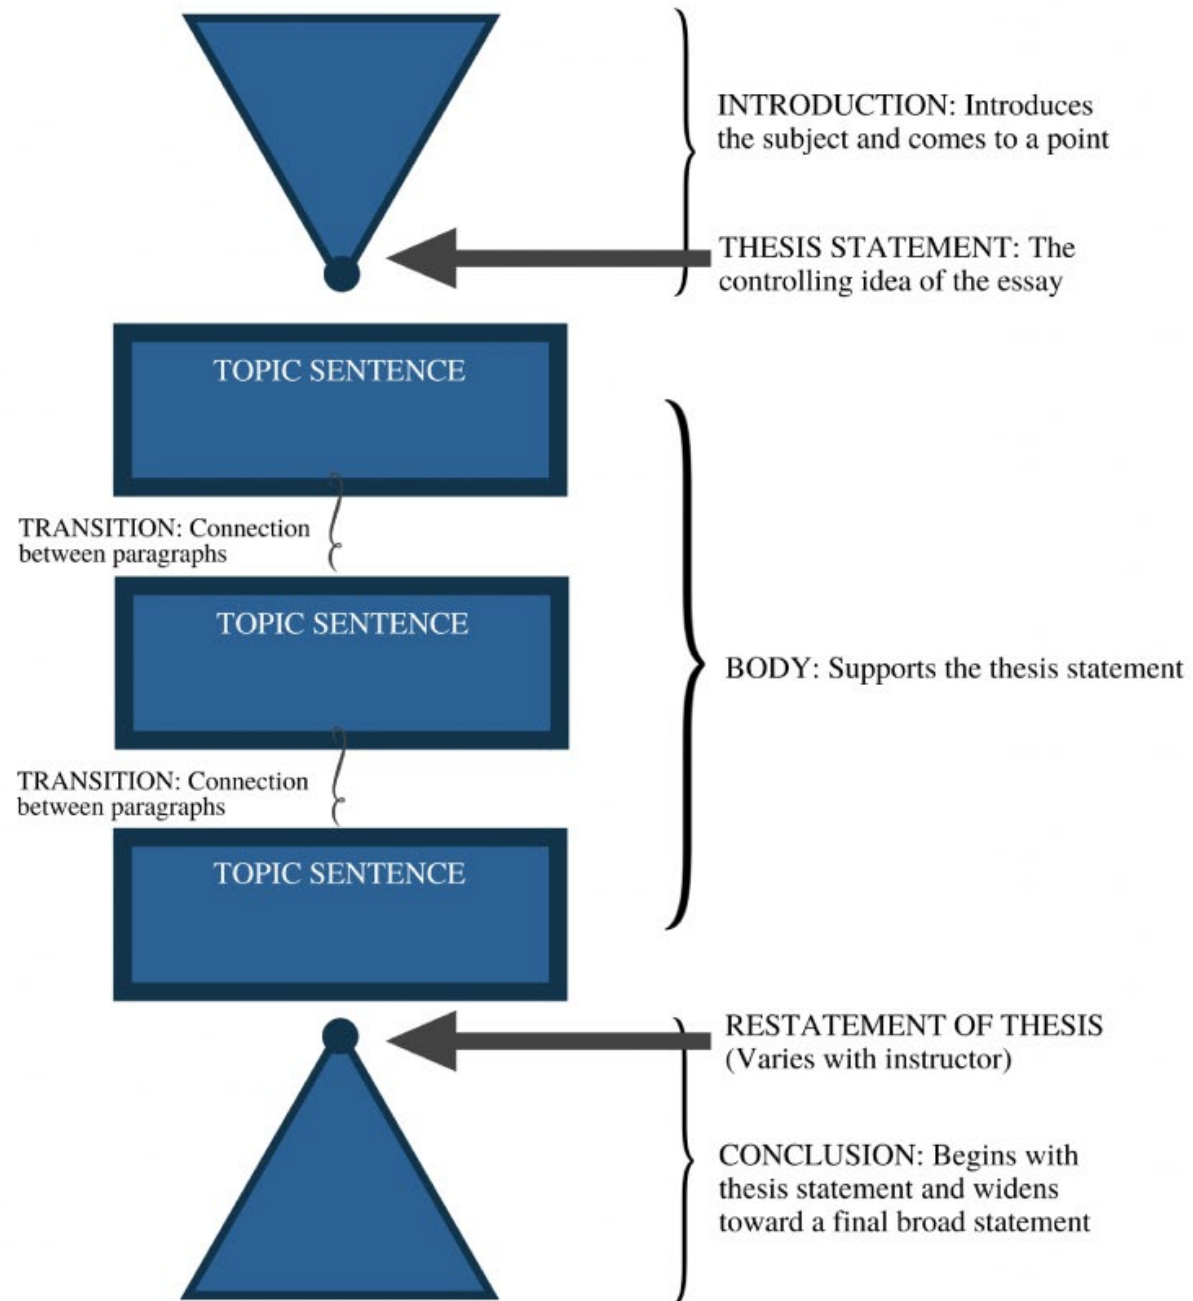 INTRODUCTION: Introduces
the subject and comes to a point
THESIS STATEMENT: The
controlling idea of the essay
TOPIC SENTENCE
TRANSITION: Connection
between paragraphs
TOPIC SENTENCE
BODY: Supports the thesis statement
TRANSITION: Connection
between paragraphs
TOPIC SENTENCE
RESTATEMENT OF THESIS
(Varies with instructor)
CONCLUSION: Begins with
thesis statement and widens
toward a final broad statement